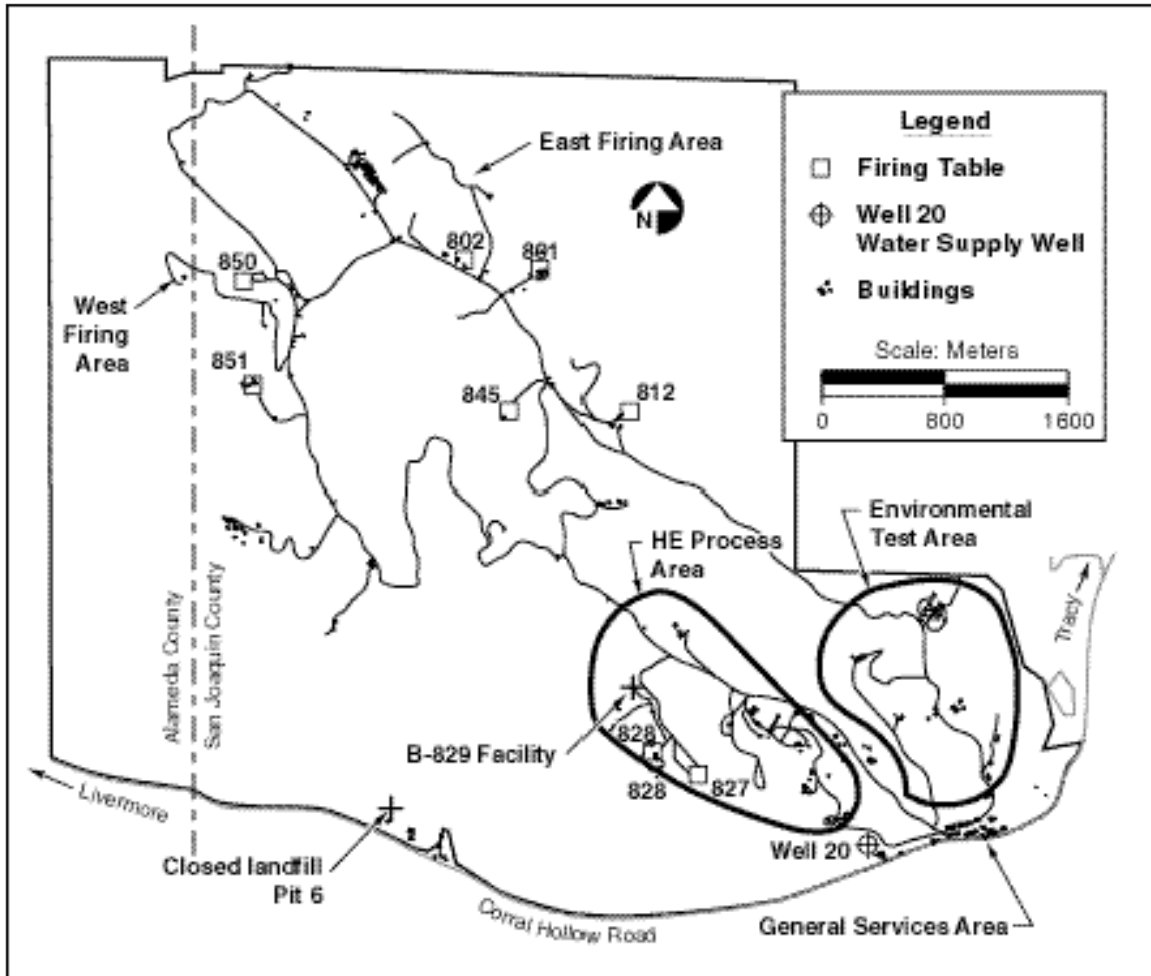 East Firing Area
N
802
801
850
West
Firing
Area
851
845
812
Legend
Firing Table
Well 20
Water Supply Well
Buildings
Scale: Meters
0 800 1600
Environmental
Test Area
HE Process
Area
Alameda County
San Joaquin County
Tracy
B-829 Facility
828
828
827
Livermore
Closed landfill
Pit 6
Well 20
Corral Hollow Road
General Services Area